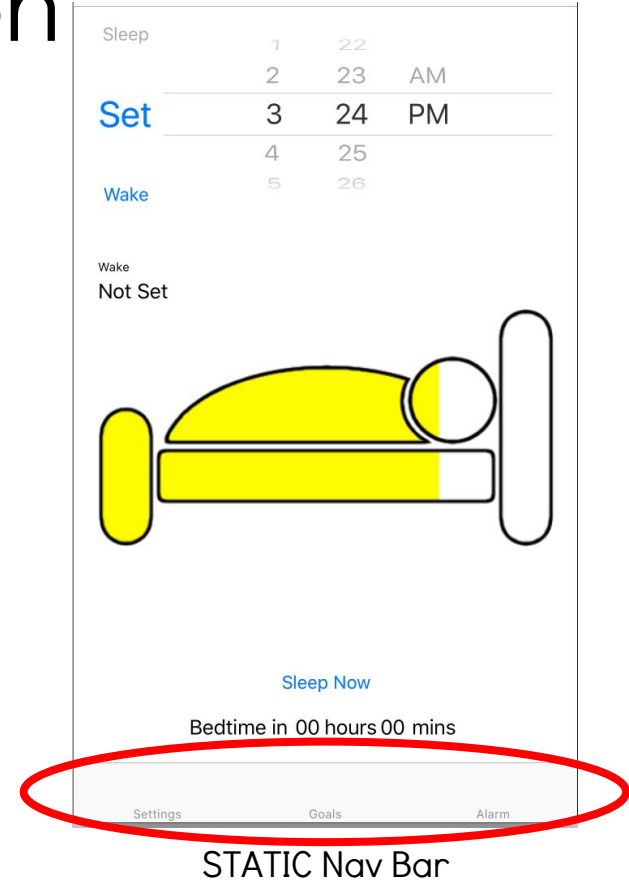 n
Sleep
1 22
2 23 AM
Set 3 24 PM
4 25
Wake 5 26
Wake
Not Set
Sleep Now
Bedtime in 00 hours 00 mins
Settings Goals Alarm
STATIC Nav Bar